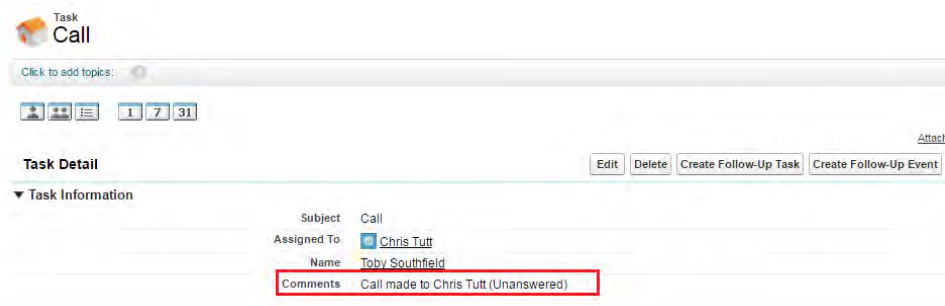 Task
Call
Click to add topics:
1 7 31
Attach
Task Detail
Edit Delete Create Follow-Up Task Create Follow-Up Event
Task Information
Subject Call
Assigned To Chris Tutt
Name Toby Southfield
Comments Call made to Chris Tutt (Unanswered)